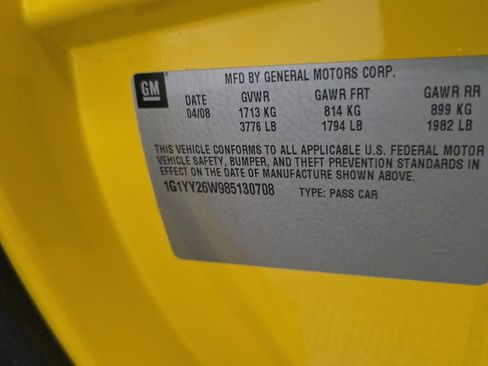 GM
MFD BY GENERAL MOTORS CORP.
DATE GVWR GAWR FRT GAWR RR
04/08 1713 KG 814 KG 899 KG
3776 LB 1794 LB 1982 LB
THIS VEHICLE CONFORMS TO ALL APPLICABLE U.S. FEDERAL MOTOR
VEHICLE SAFETY, BUMPER, AND THEFT PREVENTION STANDARDS IN
EFFECT ON THE DATE OF MANUFACTURE SHOWN ABOVE.
1G1YY26W985130708 TYPE: PASS CAR